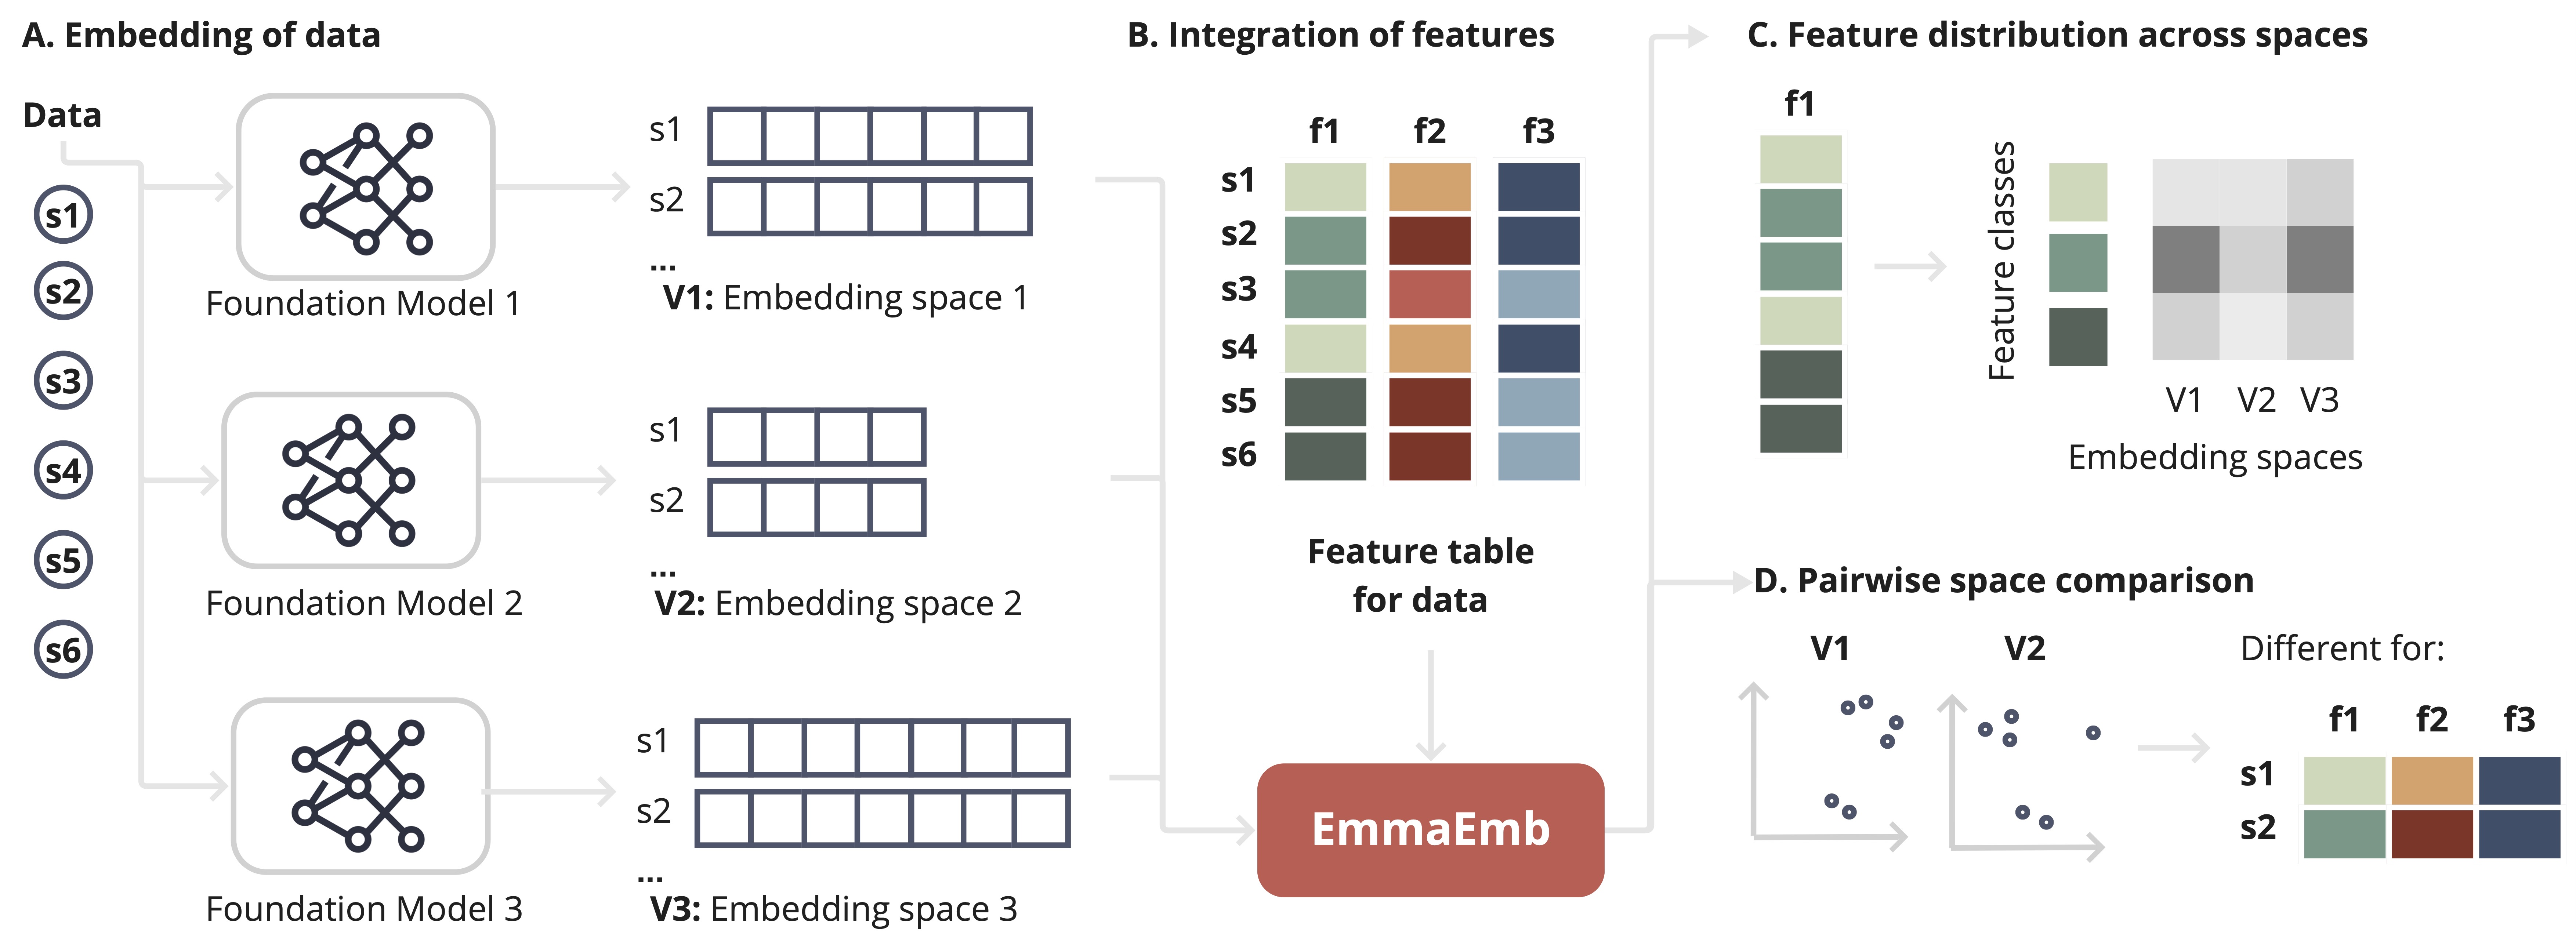 A. Embedding of data
Data
s1
s2
s3
s4
s5
s6
Foundation Model 1
s1
s2
...
V1: Embedding space 1
Foundation Model 2
s1
s2
...
V2: Embedding space 2
Foundation Model 3
s1
s2
...
V3: Embedding space 3
B. Integration of features
f1 f2 f3
s1
s2
s3
s4
s5
s6
Feature table
for data
EmmaEmb
C. Feature distribution across spaces
f1
Feature classes
V1 V2 V3
Embedding spaces
D. Pairwise space comparison
V1 V2
Different for:
f1 f2 f3
s1
s2